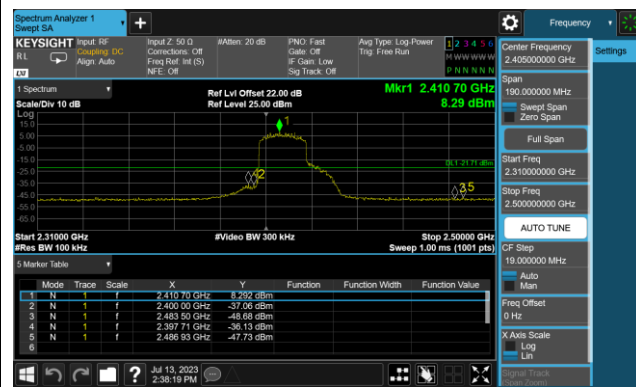 Spectrum Analyzer 1
Swept SA
Frequency
KEYSIGHT
Input: RF
Input Z: 50 Ω
#Atten: 20 dB
PNO: Fast
Avg Type: Log-Power
1 2 3 4 5 6
RL
Coupling: DC
Corrections: Off
Gate: Off
Trig: Free Run
M W W W W W
Align: Auto
Freq Ref: Int (S)
IF Gain: Low
P N N N N N
LXI
NFE: Off
Sig Track: Off
Center Frequency
2.405000000 GHz
Settings
1 Spectrum
Ref Lvl Offset 22.00 dB
Mkr1 2.410 70 GHz
Scale/Div 10 dB
Ref Level 25.00 dBm
8.29 dBm
Span
190.000000 MHz
Swept Span
Zero Span
Full Span
Log
15.0
5.00
-5.00
-15.0
-25.0
-35.0
-45.0
-55.0
-65.0
1
DL1 -21.71 dBm
Start Freq
2.310000000 GHz
Stop Freq
2.500000000 GHz
AUTO TUNE
Start 2.31000 GHz
#Video BW 300 kHz
Stop 2.50000 GHz
#Res BW 100 kHz
Sweep 1.00 ms (1001 pts)
CF Step
19.000000 MHz
Auto
Man
5 Marker Table
Mode Trace Scale X Y Function Function Width Function Value
1 N 1 f 2.410 70 GHz 8.292 dBm
2 N 1 f 2.400 00 GHz -37.06 dBm
3 N 1 f 2.483 50 GHz -48.68 dBm
4 N 1 f 2.397 71 GHz -36.13 dBm
5 N 1 f 2.486 93 GHz -47.73 dBm
6
Freq Offset
0 Hz
X Axis Scale
Log
Lin
Signal Track
(Span Zoom)
?
Jul 13, 2023
2:38:19 PM